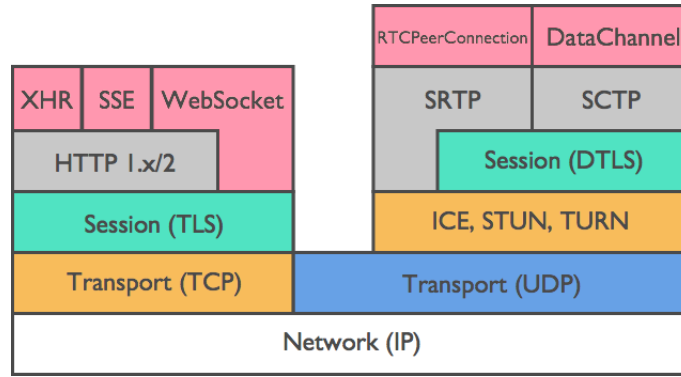 RTCPeerConnection DataChannel
XHR SSE WebSocket SRTP SCTP
HTTP 1.x/2 Session (DTLS)
Session (TLS) ICE, STUN, TURN
Transport (TCP) Transport (UDP)
Network (IP)